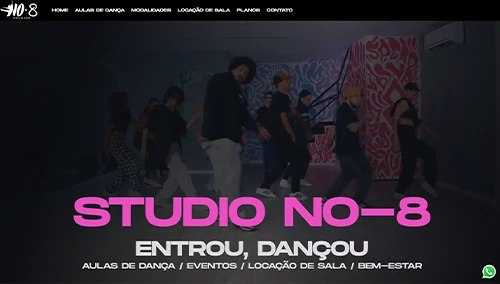 NO-8
HOME AULAS DE DANÇA MODALIDADES LOCAÇÃO DE SALA PLANOS CONTATO
STUDIO NO-8
ENTROU, DANÇOU
AULAS DE DANÇA / EVENTOS / LOCAÇÃO DE SALA / BEM-ESTAR